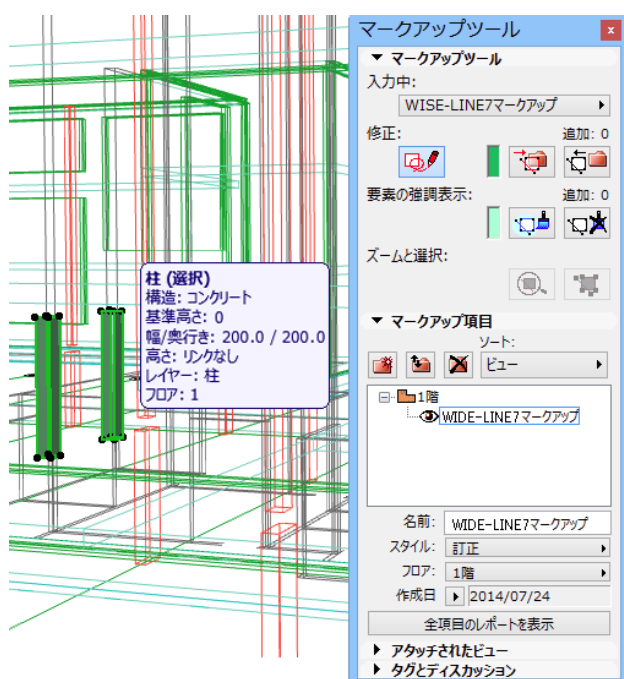 マークアップツール
x
マークアップツール
入力中:
WISE-LINE7マークアップ
修正:
追加: 0
要素の強調表示:
追加: 0
ズームと選択:
マークアップ項目
ソート:
ビュー
1階
WIDE-LINE7マークアップ
名前: WIDE-LINE7マークアップ
スタイル: 訂正
フロア: 1階
作成日 2014/07/24
全項目のレポートを表示
アタッチされたビュー
タグとディスカッション
柱 (選択)
構造: コンクリート
基準高さ: 0
幅/奥行き: 200.0 / 200.0
高さ: リンクなし
レイヤー: 柱
フロア: 1